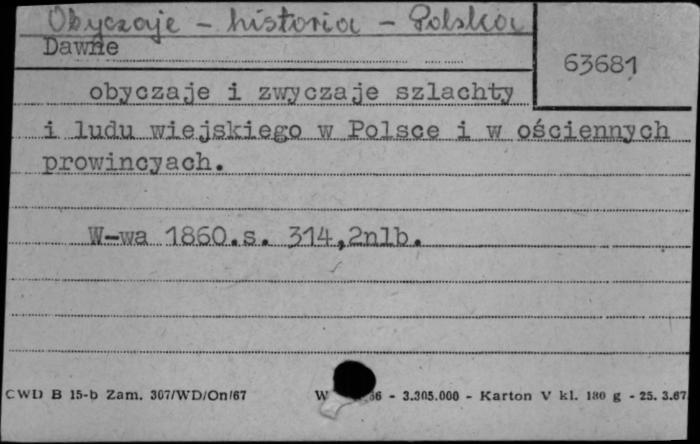 Obyczaje - historia - Polska
Dawne
63681
obyczaje i zwyczaje szlachty
i ludu wiejskiego w Polsce i w ościennych
prowincyach.
W-wa 1860.s. 314,2nlb.
CWD B 15-b Zam. 307/WD/On/67 W 66 - 3.305.000 - Karton V kl. 180 g - 25. 3.67